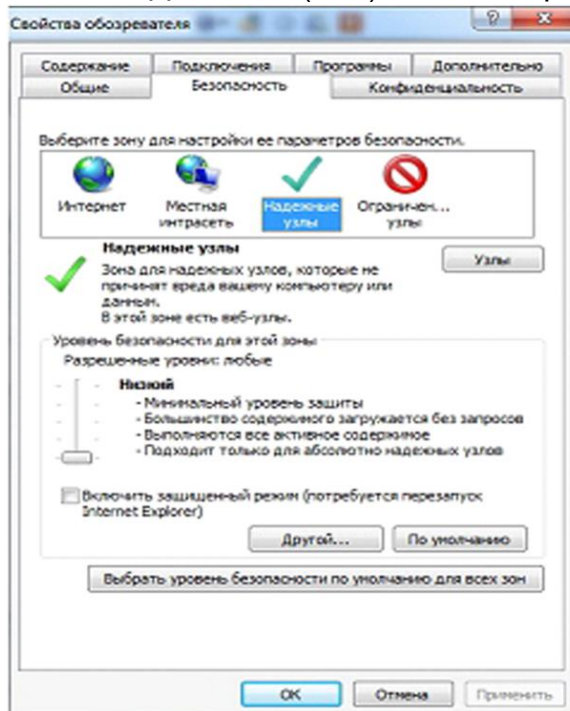 Свойства обозревателя
Содержание Подключения Программы Дополнительно
Общие Безопасность Конфиденциальность
Выберите зону для настройки ее параметров безопасности.
Интернет Местная интрасеть Надежные узлы Ограничен... узлы
Надежные узлы
Узлы
Зона для надежных узлов, которые не
причинят вреда вашему компьютеру или
данным.
В этой зоне есть веб-узлы.
Уровень безопасности для этой зоны
Разрешенные уровни: любые
Низкий
- Минимальный уровень защиты
- Большинство содержимого загружается без запросов
- Выполняются все активное содержимое
- Подходит только для абсолютно надежных узлов
Включить защищенный режим (потребуется перезапуск
Internet Explorer)
Другой... По умолчанию
Выбрать уровень безопасности по умолчанию для всех зон
OK Отмена Применить